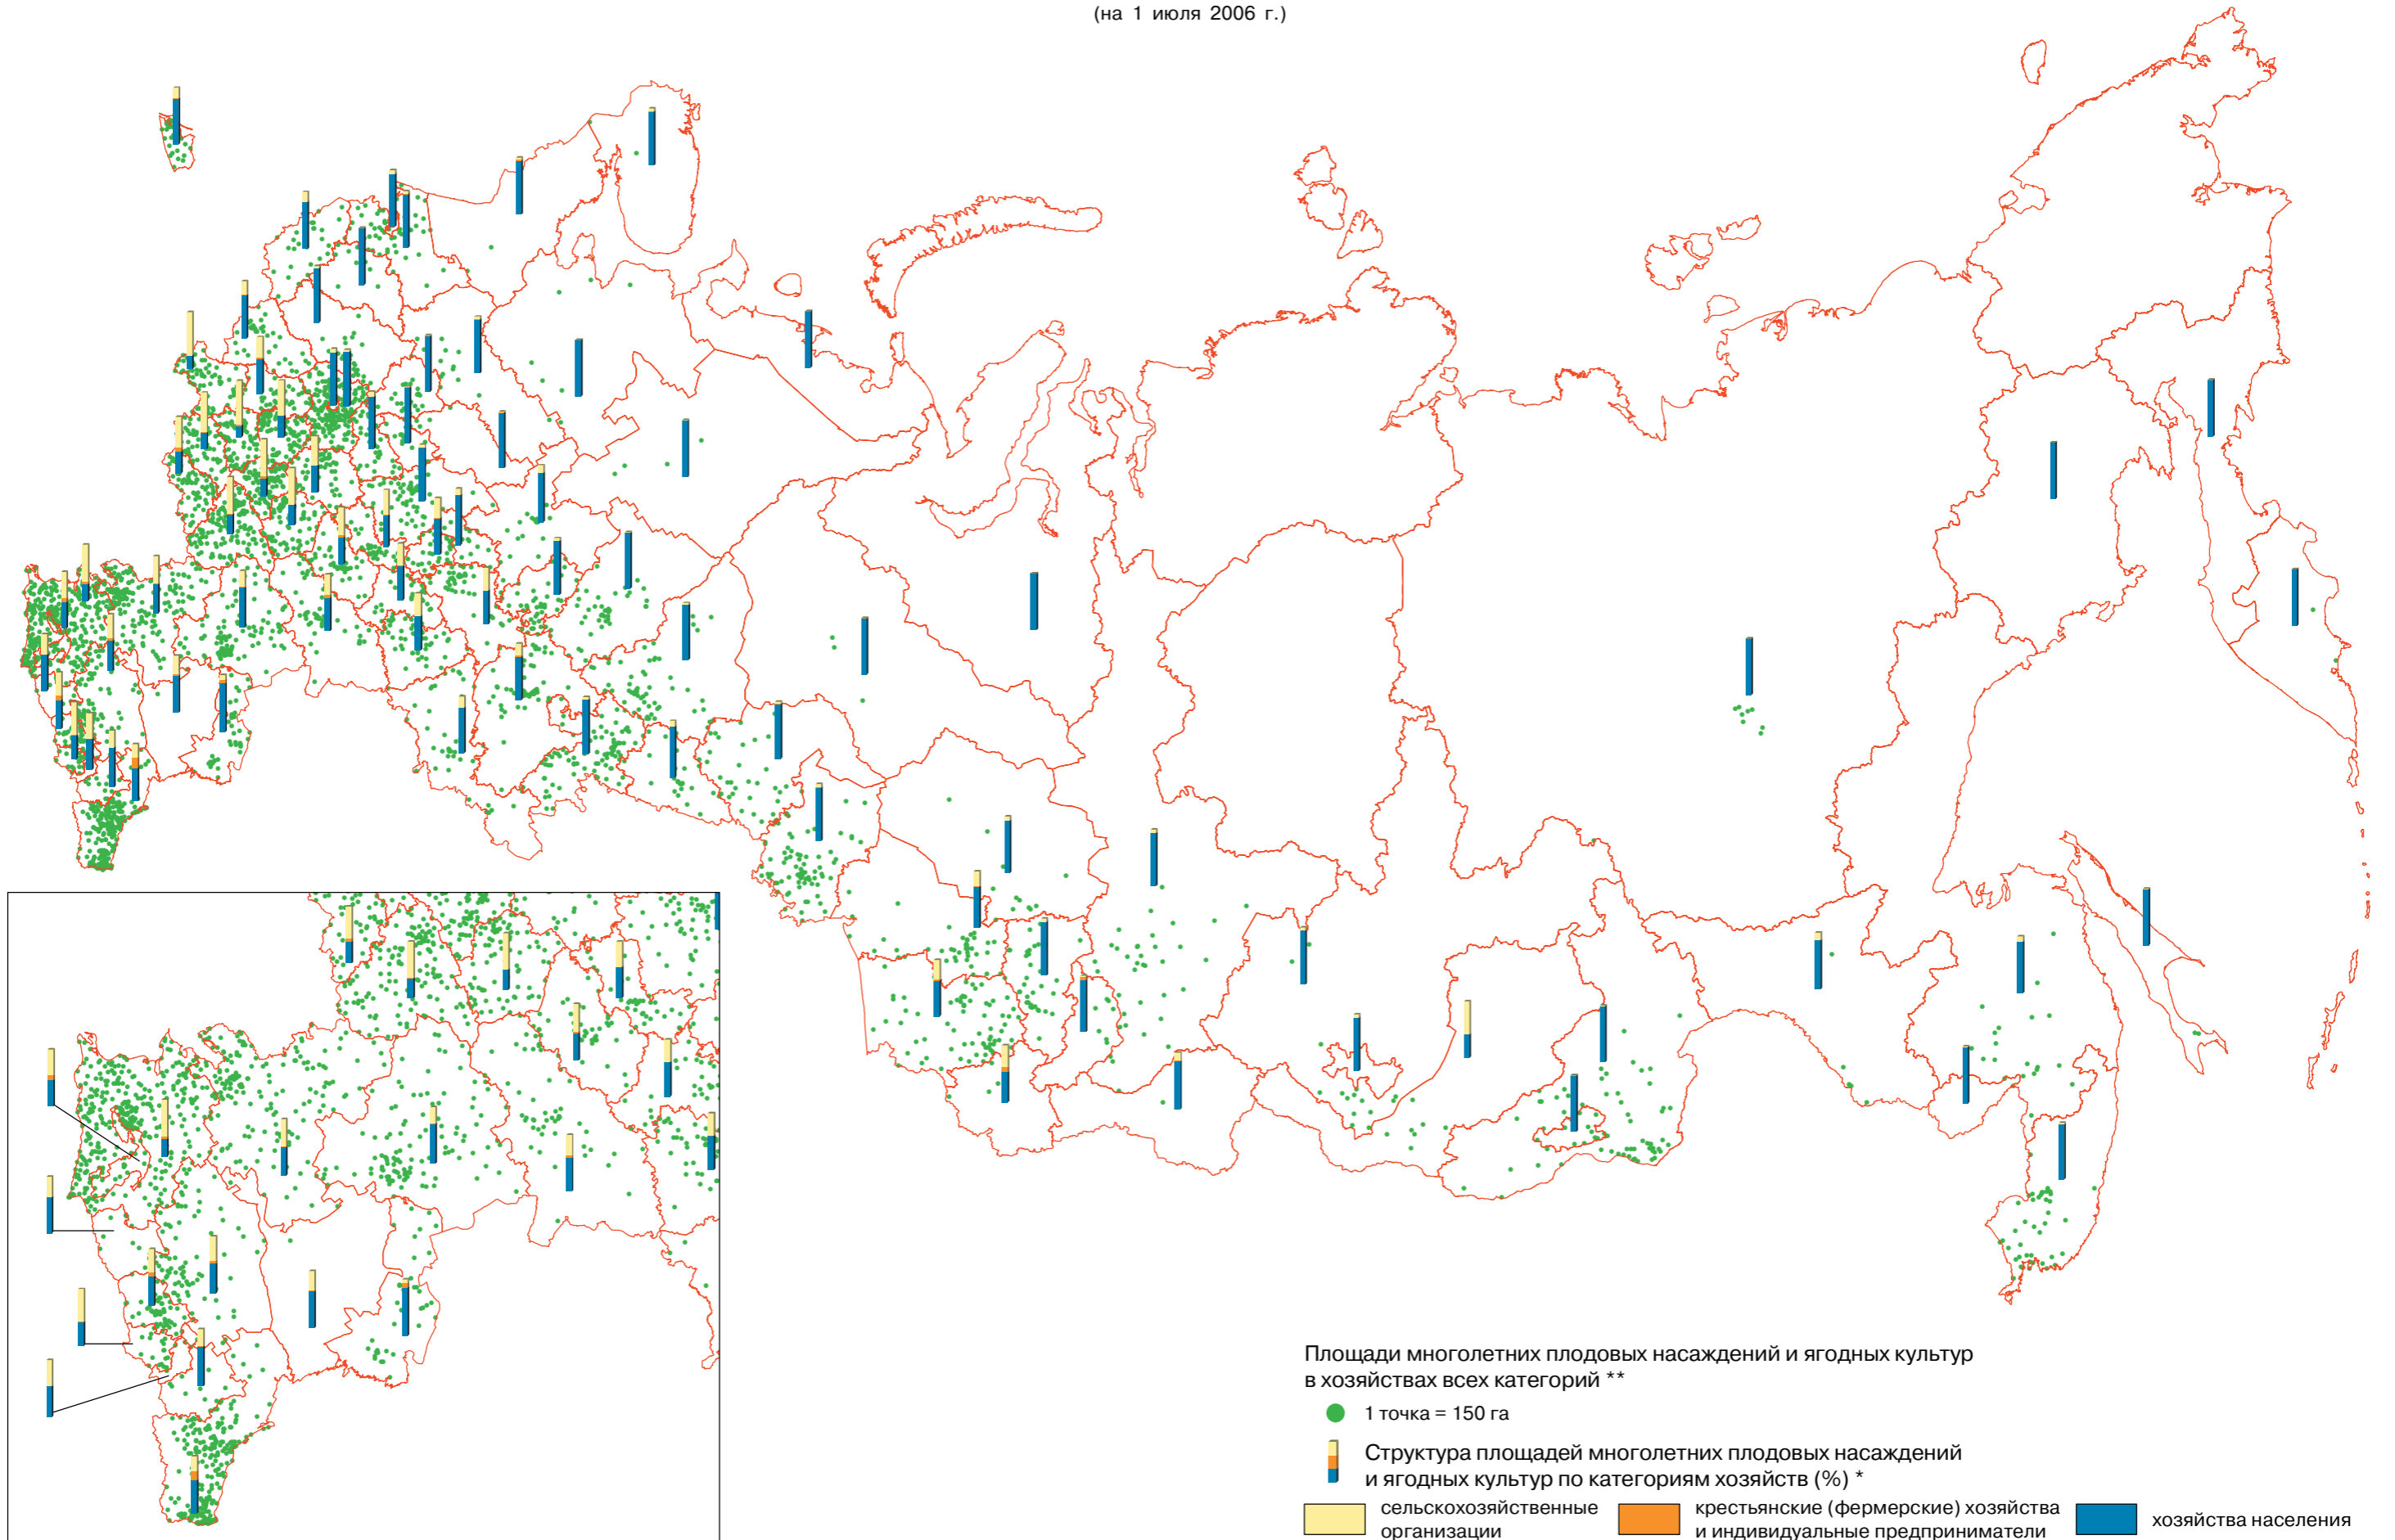 (на 1 июля 2006 г.)
Площади многолетних плодовых насаждений и ягодных культур
в хозяйствах всех категорий **
1 точка = 150 га
Структура площадей многолетних плодовых насаждений
и ягодных культур по категориям хозяйств (%) *
сельскохозяйственные
организации
крестьянские (фермерские) хозяйства
и индивидуальные предприниматели
хозяйства населения